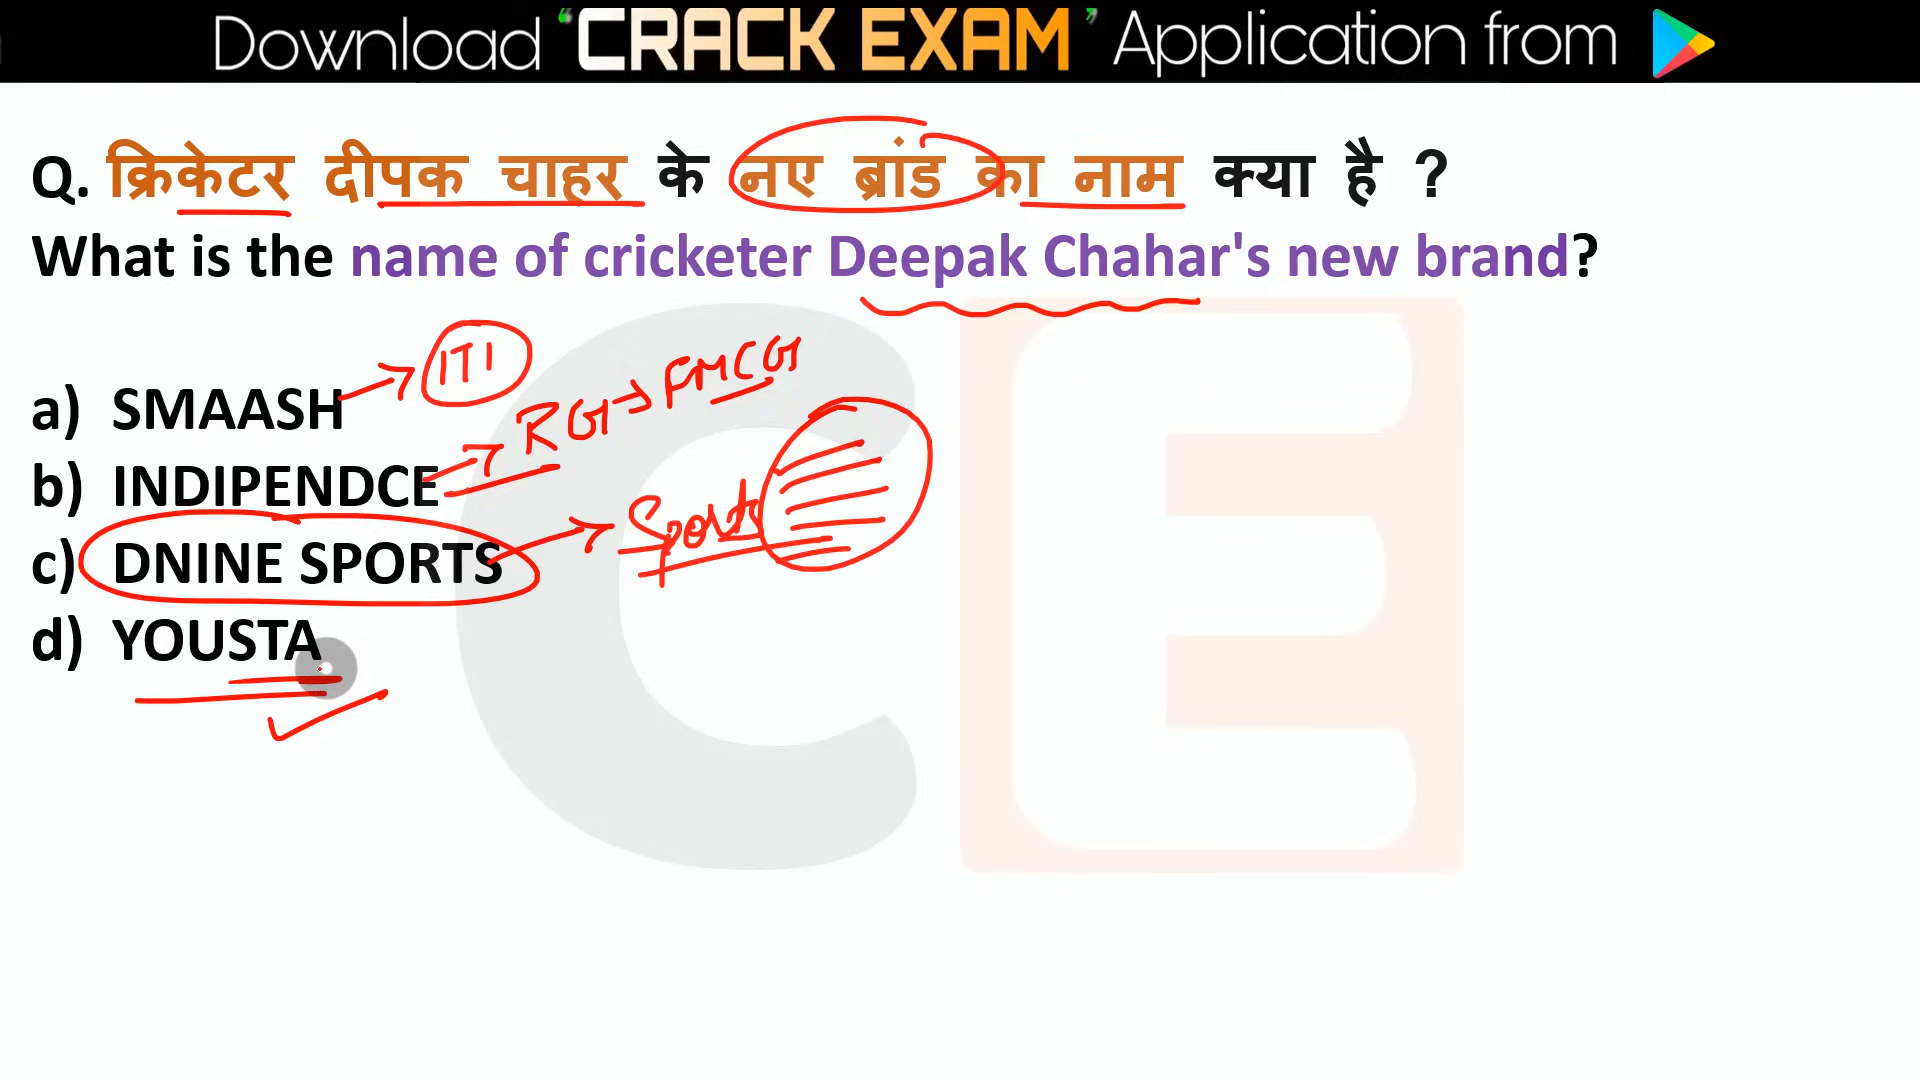 Download ‘CRACK EXAM’ Application from
Q. क्रिकेटर दीपक चाहर के नए ब्रांड का नाम क्या है ?
What is the name of cricketer Deepak Chahar's new brand?
ITI
a) SMAASH
RG → FMCG
b) INDIPENDCE
Sports
c) DNINE SPORTS
d) YOUSTA
CE